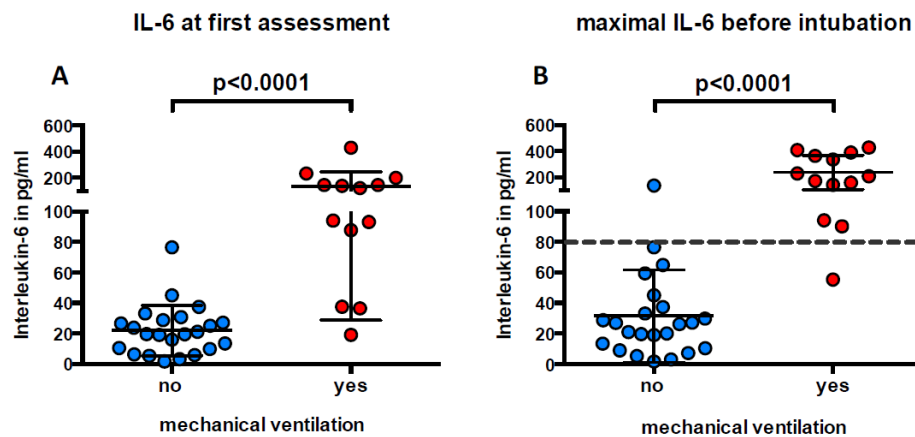 IL-6 at first assessment
A
p<0.0001
Interleukin-6 in pg/ml
600
400
200
100
80
60
40
20
0
no
yes
mechanical ventilation
maximal IL-6 before intubation
B
p<0.0001
Interleukin-6 in pg/ml
600
400
200
100
80
60
40
20
0
no
yes
mechanical ventilation